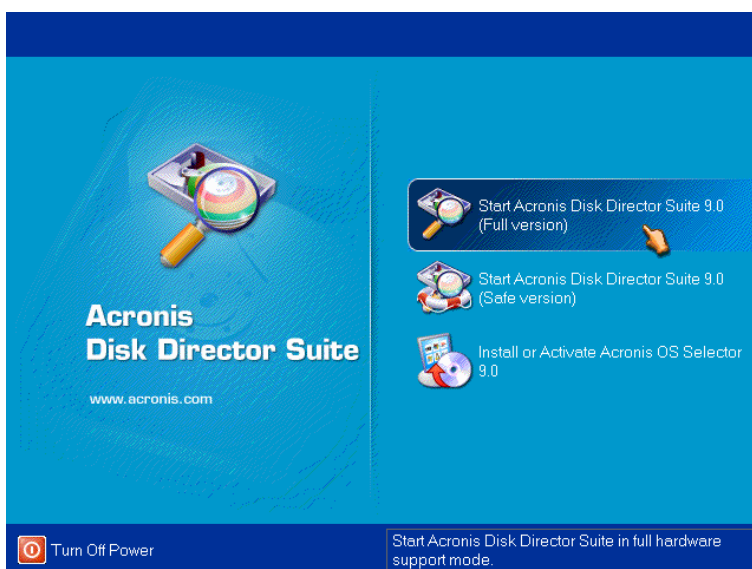 Acronis
Disk Director Suite
www.acronis.com
Start Acronis Disk Director Suite 9.0
(Full version)
Start Acronis Disk Director Suite 9.0
(Safe version)
Install or Activate Acronis OS Selector
9.0
Turn Off Power
Start Acronis Disk Director Suite in full hardware
support mode.